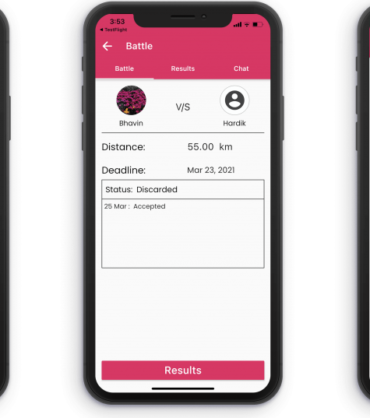 3:53
◀ TestFlight
← Battle
Battle Results Chat
V/S
Bhavin Hardik
Distance: 55.00 km
Deadline: Mar 23, 2021
Status: Discarded
25 Mar : Accepted
Results